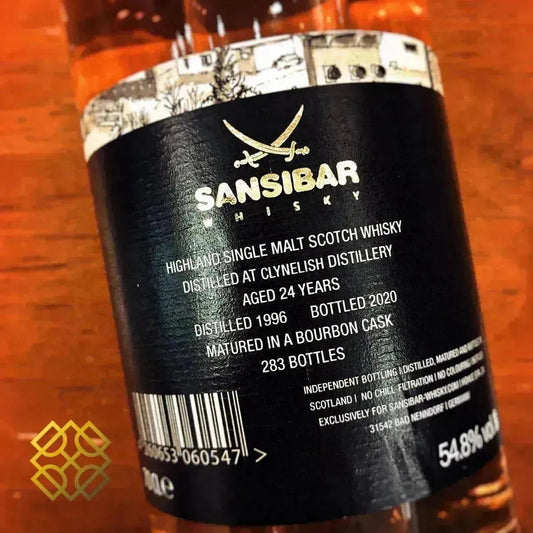 SANSIBAR
WHISKY
HIGHLAND SINGLE MALT SCOTCH WHISKY
DISTILLED AT CLYNELISH DISTILLERY
AGED 24 YEARS
DISTILLED 1996 BOTTLED 2020
MATURED IN A BOURBON CASK
283 BOTTLES
INDEPENDENT BOTTLING | DISTILLED, MATURED AND
SCOTLAND | NO CHILL FILTRATION | NO COLOURING
EXCLUSIVELY FOR SANSIBAR-WHISKY.COM
31542 BAD NENNDORF | GERMANY
060653 060547 >
54.8% vol.